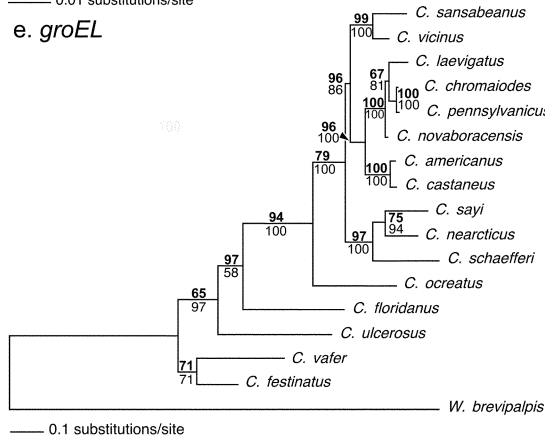 0.01 substitutions/site
e. groEL
99
100
C. sansabeanus
C. vicinus
C. laevigatus
96
86
67
81
100
100
C. chromaiodes
100
100
C. pennsylvanicus
96
100
C. novaboracensis
79
100
100
C. americanus
C. castaneus
C. sayi
75
94
94
100
97
100
C. nearcticus
C. schaefferi
97
58
C. ocreatus
65
97
C. floridanus
C. ulcerosus
71
71
C. vafer
C. festinatus
W. brevipalpis
0.1 substitutions/site